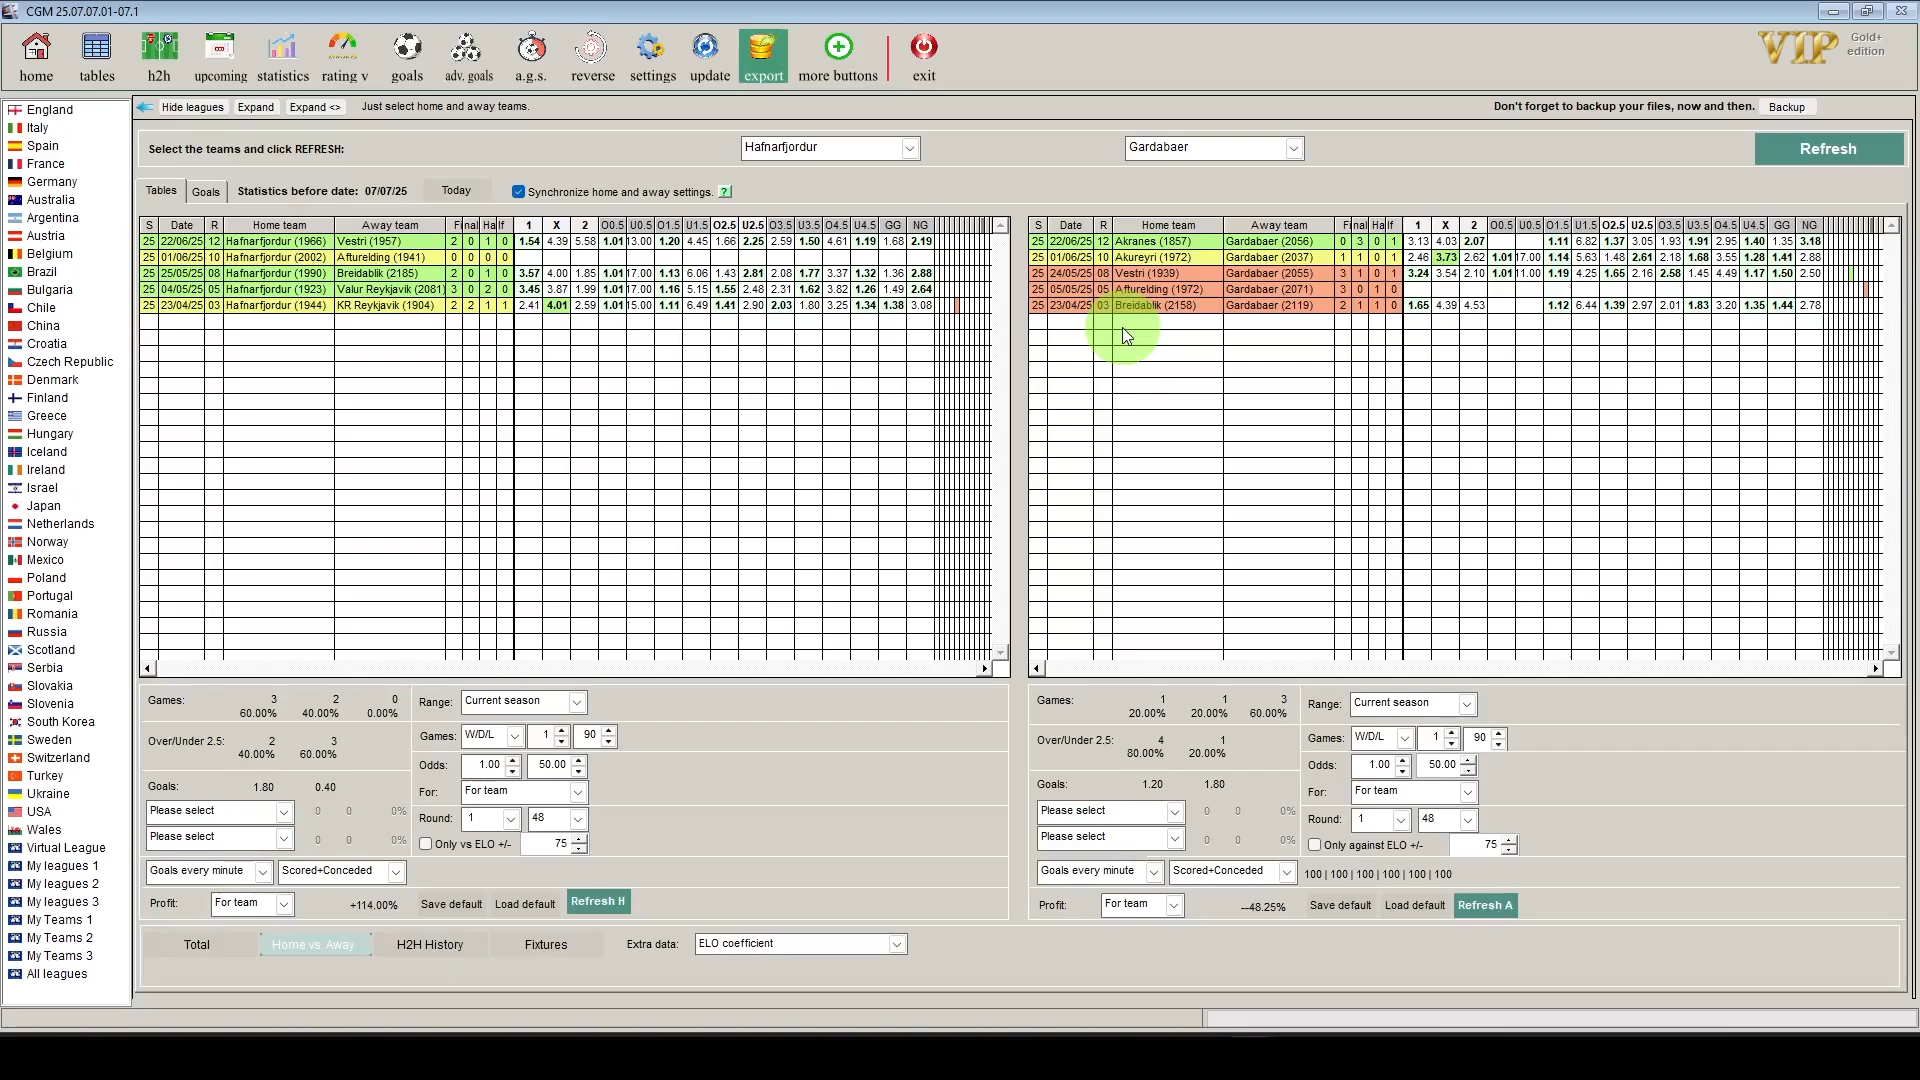 CGM 25.07.07.01-07.1
home tables h2h upcoming statistics rating v goals adv. goals a.g.s. reverse settings update export more buttons exit
VIP Gold+ edition
Hide leagues Expand Expand <> Just select home and away teams. Don't forget to backup your files, now and then. Backup
Select the teams and click REFRESH: Hafnarfjordur Gardabaer Refresh
Tables Goals Statistics before date: 07/07/25 Today Synchronize home and away settings. ?
England
Italy
Spain
France
Germany
Australia
Argentina
Austria
Belgium
Brazil
Bulgaria
Chile
China
Croatia
Czech Republic
Denmark
Finland
Greece
Hungary
Iceland
Ireland
Israel
Japan
Netherlands
Norway
Mexico
Poland
Portugal
Romania
Russia
Scotland
Serbia
Slovakia
Slovenia
South Korea
Sweden
Switzerland
Turkey
Ukraine
USA
Wales
Virtual League
My leagues 1
My leagues 2
My leagues 3
My Teams 1
My Teams 2
My Teams 3
All leagues
S Date R Home team Away team Final Half 1 X 2 O0.5 U0.5 O1.5 U1.5 O2.5 U2.5 O3.5 U3.5 O4.5 U4.5 GG NG
25 22/06/25 12 Hafnarfjordur (1966) Vestri (1957) 2 0 1 0 1.54 4.39 5.58 1.01 13.00 1.20 4.45 1.66 2.25 2.59 1.50 4.61 1.19 1.68 2.19
25 01/06/25 10 Hafnarfjordur (2002) Afturelding (1941) 0 0 0 0
25 25/05/25 08 Hafnarfjordur (1990) Breidablik (2185) 2 0 1 0 3.57 4.00 1.85 1.01 17.00 1.13 6.06 1.43 2.81 2.08 1.77 3.37 1.32 1.36 2.88
25 04/05/25 05 Hafnarfjordur (1923) Valur Reykjavik (2081) 3 0 2 0 3.45 3.87 1.99 1.01 17.00 1.16 5.15 1.55 2.48 2.31 1.62 3.82 1.26 1.49 2.64
25 23/04/25 03 Hafnarfjordur (1944) KR Reykjavik (1904) 2 2 1 1 2.41 4.01 2.59 1.01 15.00 1.11 6.49 1.41 2.90 2.03 1.80 3.25 1.34 1.38 3.08
S Date R Home team Away team Final Half 1 X 2 O0.5 U0.5 O1.5 U1.5 O2.5 U2.5 O3.5 U3.5 O4.5 U4.5 GG NG
25 22/06/25 12 Akranes (1857) Gardabaer (2056) 0 3 0 1 3.13 4.03 2.07 1.11 6.82 1.37 3.05 1.93 1.91 2.95 1.40 1.35 3.18
25 01/06/25 10 Akureyri (1972) Gardabaer (2037) 1 1 0 1 2.46 3.73 2.62 1.01 17.00 1.14 5.63 1.48 2.61 2.18 1.68 3.55 1.28 1.41 2.88
25 24/05/25 08 Vestri (1939) Gardabaer (2055) 3 1 0 1 3.24 3.54 2.10 1.01 11.00 1.19 4.25 1.65 2.16 2.58 1.45 4.49 1.17 1.50 2.50
25 05/05/25 05 Afturelding (1972) Gardabaer (2071) 3 0 1 0
25 23/04/25 03 Breidablik (2158) Gardabaer (2119) 2 1 1 0 1.65 4.39 4.53 1.12 6.44 1.39 2.97 2.01 1.83 3.20 1.35 1.44 2.78
Games: 3 2 0
60.00% 40.00% 0.00%
Over/Under 2.5: 2 3
40.00% 60.00%
Goals: 1.80 0.40
Please select 0 0 0%
Please select 0 0 0%
Goals every minute Scored+Conceded
Profit: For team +114.00% Save default Load default Refresh H
Range: Current season
Games: W/D/L 1 90
Odds: 1.00 50.00
For: For team
Round: 1 48
Only vs ELO +/- 75
Games: 1 1 3
20.00% 20.00% 60.00%
Over/Under 2.5: 4 1
80.00% 20.00%
Goals: 1.20 1.80
Please select 0 0 0%
Please select 0 0 0%
Goals every minute Scored+Conceded 100 | 100 | 100 | 100 | 100 | 100
Profit: For team --48.25% Save default Load default Refresh A
Range: Current season
Games: W/D/L 1 90
Odds: 1.00 50.00
For: For team
Round: 1 48
Only against ELO +/- 75
Total Home vs. Away H2H History Fixtures Extra data: ELO coefficient